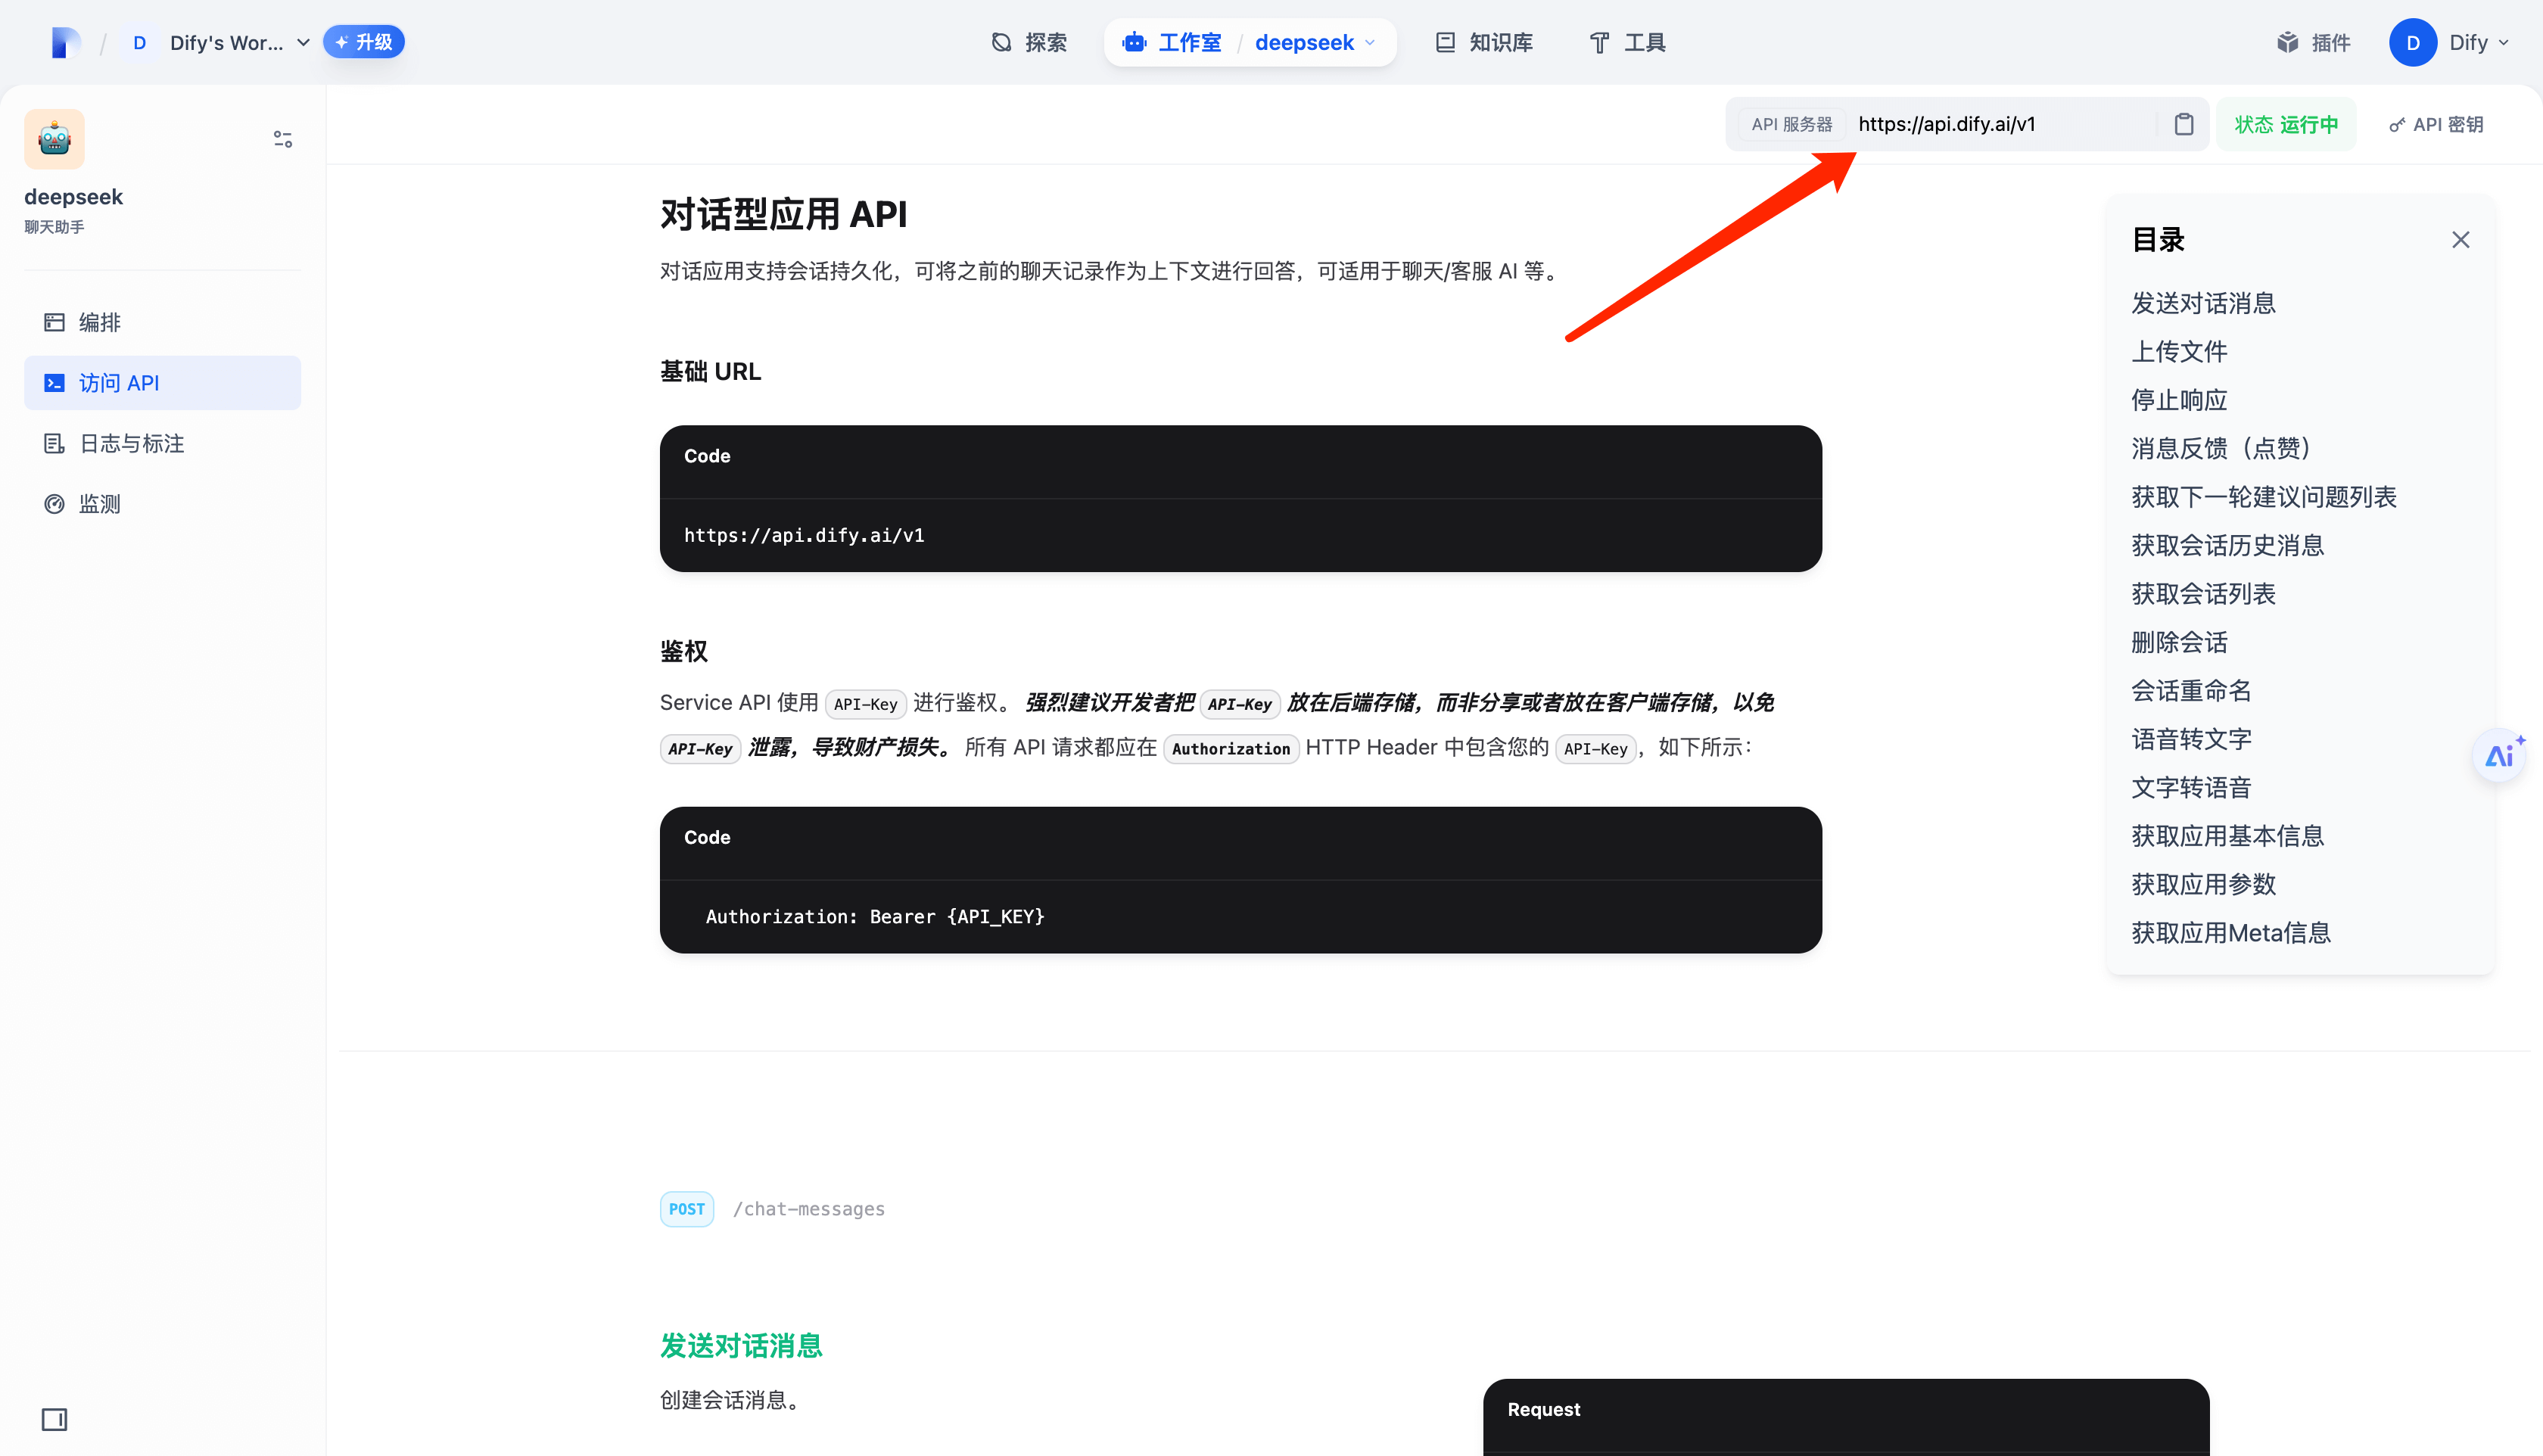 D Dify's Wor... 升级
探索
工作室 / deepseek
知识库
工具
插件
D Dify
deepseek
聊天助手
编排
访问 API
日志与标注
监测
API 服务器 https://api.dify.ai/v1
状态 运行中
API 密钥
对话型应用 API
对话应用支持会话持久化，可将之前的聊天记录作为上下文进行回答，可适用于聊天/客服 AI 等。
基础 URL
Code
https://api.dify.ai/v1
鉴权
Service API 使用 API-Key 进行鉴权。 强烈建议开发者把 API-Key 放在后端存储，而非分享或者放在客户端存储，以免
API-Key 泄露，导致财产损失。 所有 API 请求都应在 Authorization HTTP Header 中包含您的 API-Key，如下所示：
Code
Authorization: Bearer {API_KEY}
POST /chat-messages
发送对话消息
创建会话消息。
Request
目录
发送对话消息
上传文件
停止响应
消息反馈（点赞）
获取下一轮建议问题列表
获取会话历史消息
获取会话列表
删除会话
会话重命名
语音转文字
文字转语音
获取应用基本信息
获取应用参数
获取应用Meta信息
Ai